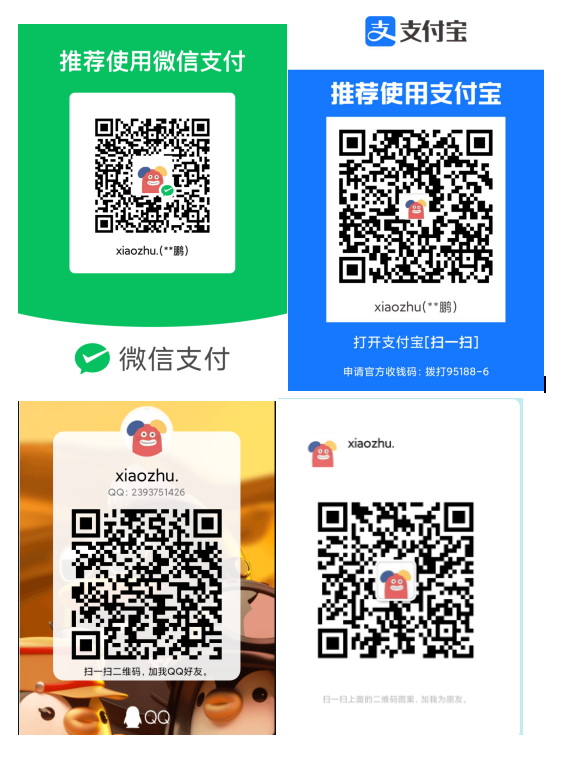 推荐使用微信支付
xiaozhu.(**鹏)
微信支付
支付宝
推荐使用支付宝
xiaozhu(**鹏)
打开支付宝[扫一扫]
申请官方收钱码：拨打95188-6
xiaozhu.
QQ: 2393751426
扫一扫二维码，加我QQ好友。
QQ
xiaozhu.
扫一扫上面的二维码图案，加我为朋友。